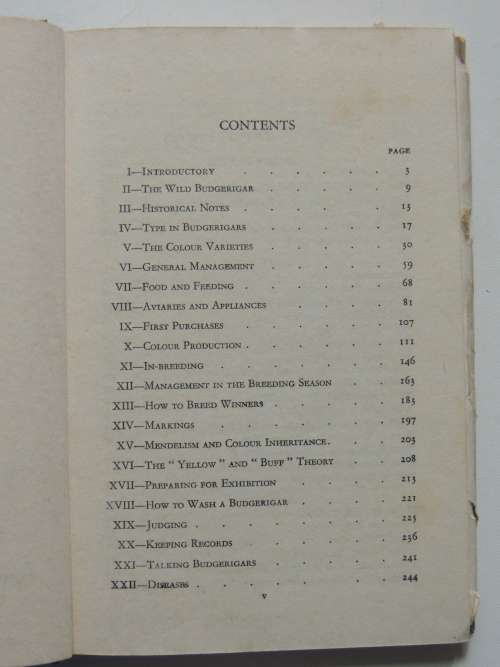 CONTENTS
PAGE
I—Introductory . . . . . . 3
II—The Wild Budgerigar . . . . . 9
III—Historical Notes . . . . . 13
IV—Type in Budgerigars . . . . . 17
V—The Colour Varieties . . . . . 30
VI—General Management . . . . . 59
VII—Food and Feeding . . . . . . 68
VIII—Aviaries and Appliances . . . . 81
IX—First Purchases . . . . . . 107
X—Colour Production . . . . . . 111
XI—In-breeding . . . . . . 146
XII—Management in the Breeding Season . . 163
XIII—How to Breed Winners . . . . 185
XIV—Markings . . . . . . 197
XV—Mendelism and Colour Inheritance . . . 203
XVI—The "Yellow" and "Buff" Theory . . 208
XVII—Preparing for Exhibition . . . . 213
XVIII—How to Wash a Budgerigar . . . . 221
XIX—Judging . . . . . . . 225
XX—Keeping Records . . . . . 236
XXI—Talking Budgerigars . . . . . 241
XXII—Diseases . . . . . . . 244
v